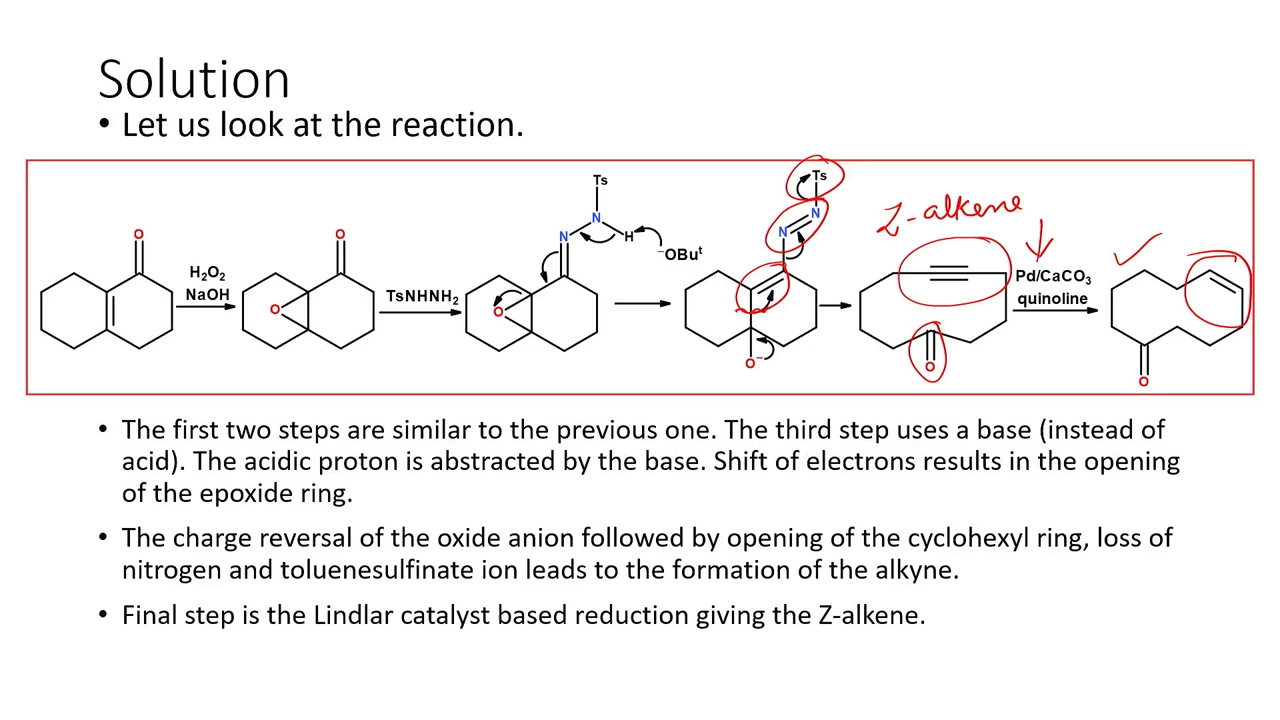 Solution
• Let us look at the reaction.
O
H₂O₂
NaOH
O
O
TsNHNH₂
Ts
N
N
H
O
⁻OBuᵗ
Ts
N
N
O⁻
Z-alkene
O
Pd/CaCO₃
quinoline
O
• The first two steps are similar to the previous one. The third step uses a base (instead of
acid). The acidic proton is abstracted by the base. Shift of electrons results in the opening
of the epoxide ring.
• The charge reversal of the oxide anion followed by opening of the cyclohexyl ring, loss of
nitrogen and toluenesulfinate ion leads to the formation of the alkyne.
• Final step is the Lindlar catalyst based reduction giving the Z-alkene.